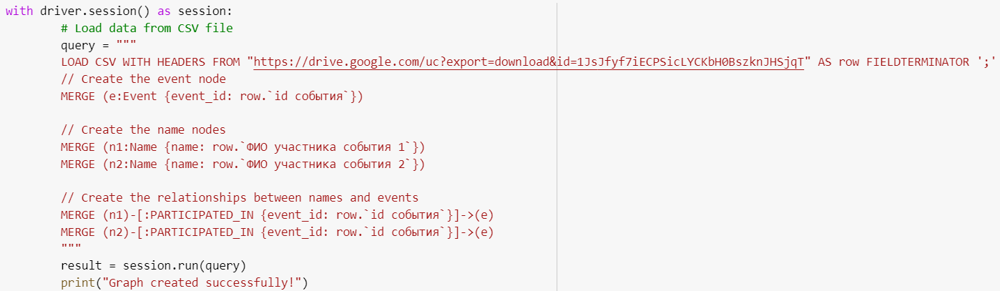 with driver.session() as session:
# Load data from CSV file
query = """
LOAD CSV WITH HEADERS FROM "https://drive.google.com/uc?export=download&id=1JsJfyf7iECPSicLYCKbH0BszknJHSjqT" AS row FIELDTERMINATOR ';'
// Create the event node
MERGE (e:Event {event_id: row.`id события`})
// Create the name nodes
MERGE (n1:Name {name: row.`ФИО участника события 1`})
MERGE (n2:Name {name: row.`ФИО участника события 2`})
// Create the relationships between names and events
MERGE (n1)-[:PARTICIPATED_IN {event_id: row.`id события`}]->(e)
MERGE (n2)-[:PARTICIPATED_IN {event_id: row.`id события`}]->(e)
"""
result = session.run(query)
print("Graph created successfully!")